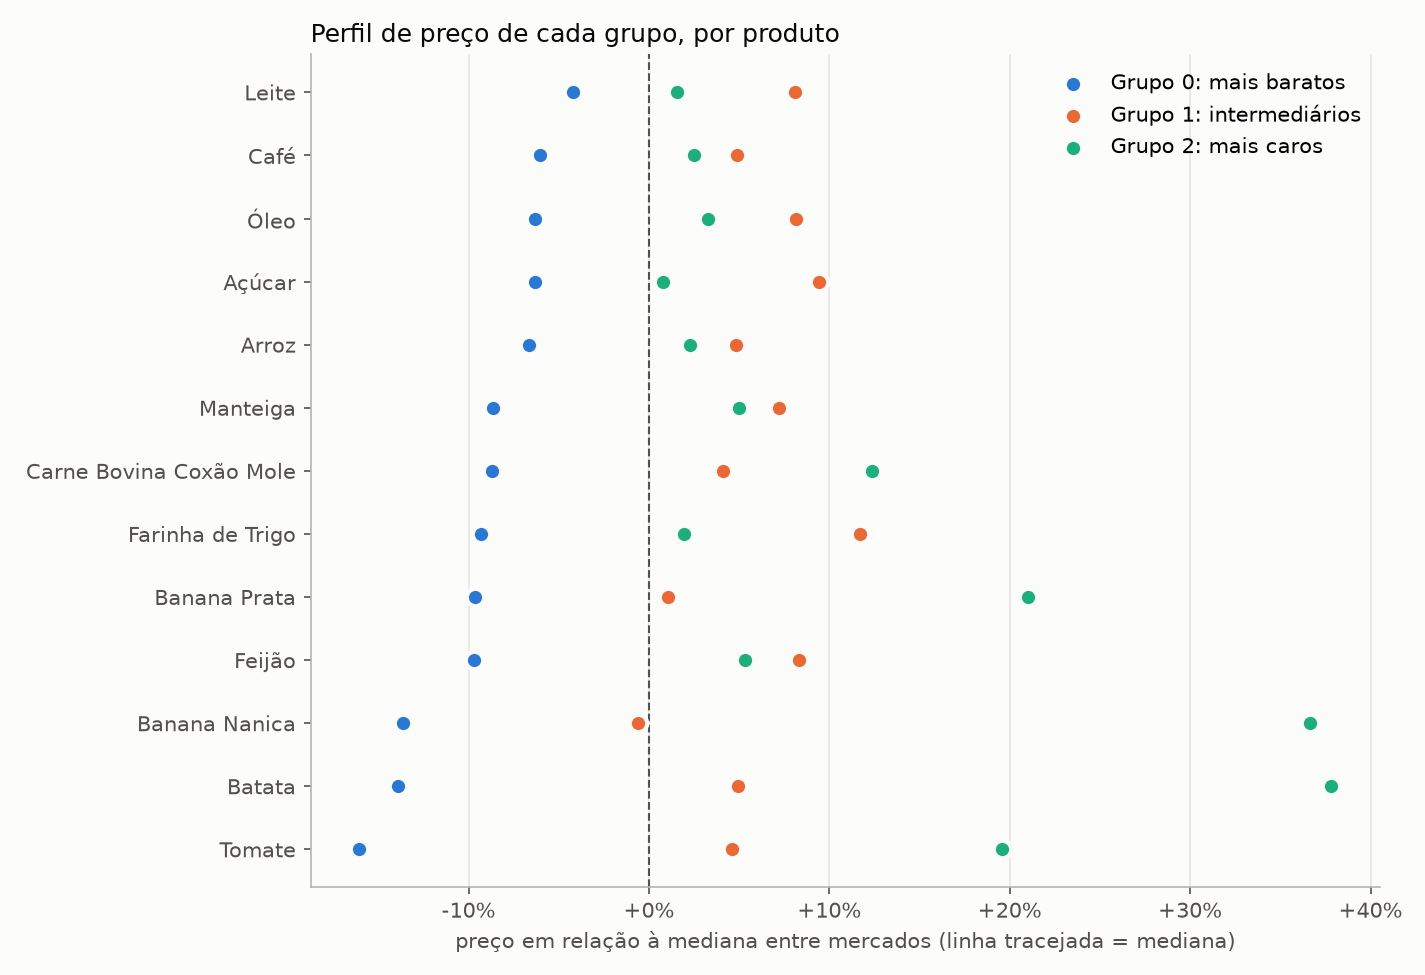 Perfil de preço de cada grupo, por produto
Grupo 0: mais baratos
Grupo 1: intermediários
Grupo 2: mais caros
Leite
Café
Óleo
Açúcar
Arroz
Manteiga
Carne Bovina Coxão Mole
Farinha de Trigo
Banana Prata
Feijão
Banana Nanica
Batata
Tomate
-10% +0% +10% +20% +30% +40%
preço em relação à mediana entre mercados (linha tracejada = mediana)